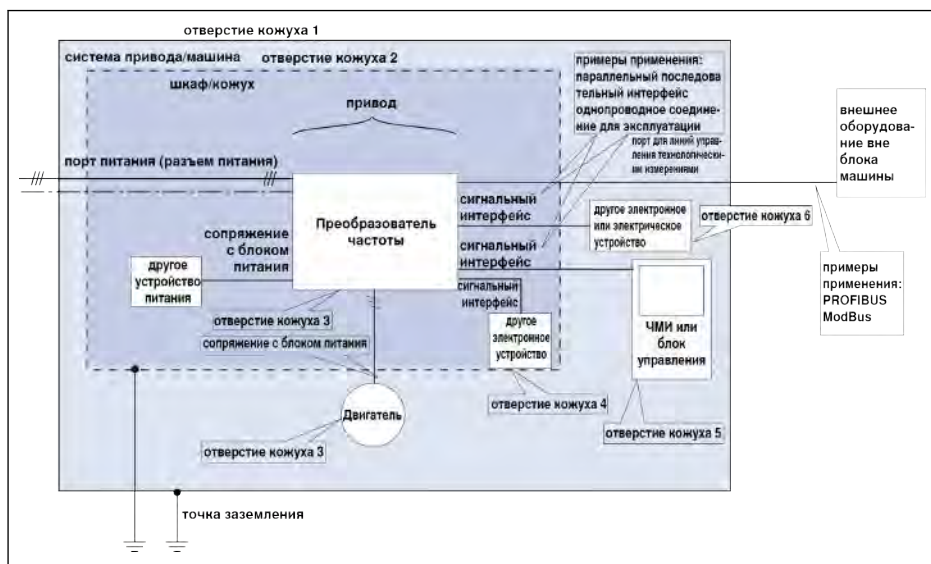 отверстие кожуха 1
система привода/машина
отверстие кожуха 2
шкаф/кожух
привод
примеры применения:
параллельный последова
тельный интерфейс
однопроводное соедине-
ние для эксплуатации
порт для линий управ-
ления технологически-
ми измерениями
внешнее
оборудова-
ние вне
блока
машины
порт питания (разъем питания)
Преобразователь
частоты
сигнальный
интерфейс
другое электронное
или электрическое
устройство
отверстие кожуха 6
сопряжение
с блоком
питания
сигнальный
интерфейс
другое
устройство
питания
сигнальный
интерфейс
примеры
применения:
PROFIBUS
ModBus
отверстие кожуха 3
сопряжение с блоком питания
другое
электронное
устройство
ЧМИ или
блок
управления
Двигатель
отверстие кожуха 4
отверстие кожуха 5
отверстие кожуха 3
точка заземления